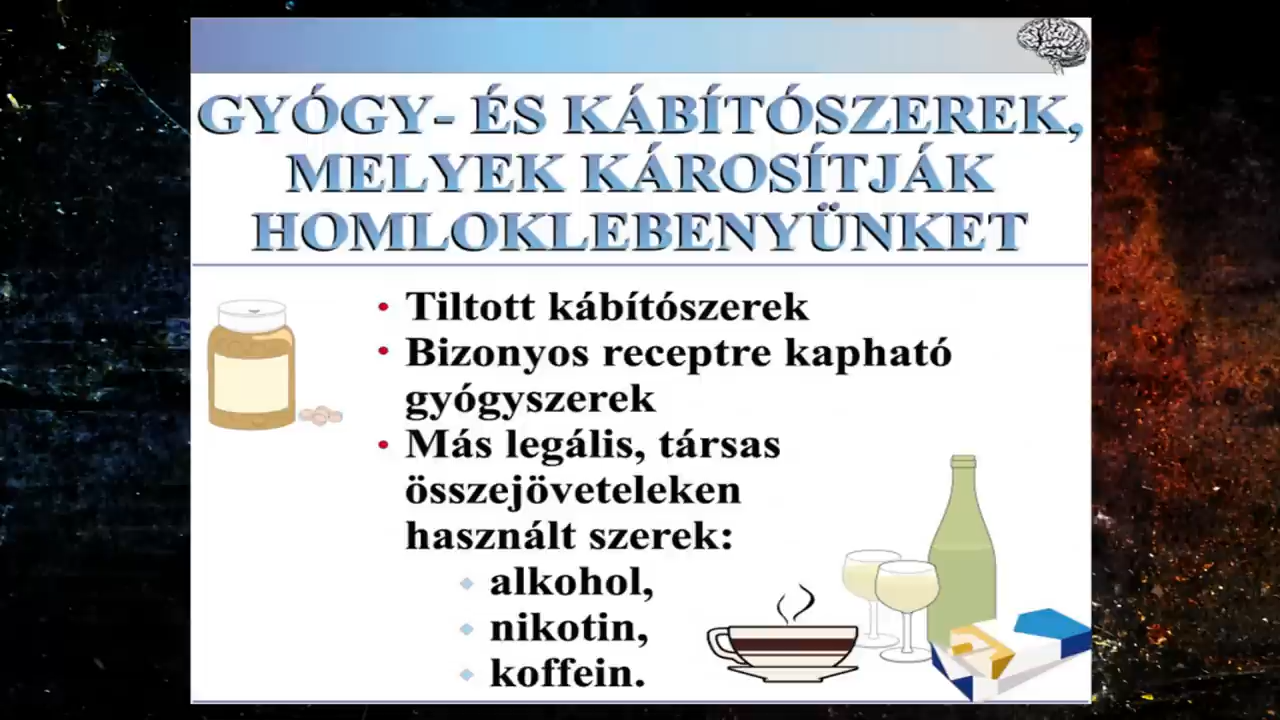 GYÓGY- ÉS KÁBÍTÓSZEREK,
MELYEK KÁROSÍTJÁK
HOMLOKLEBENYÜNKET
• Tiltott kábítószerek
• Bizonyos receptre kapható
gyógyszerek
• Más legális, társas
összejöveteleken
használt szerek:
alkohol,
nikotin,
koffein.